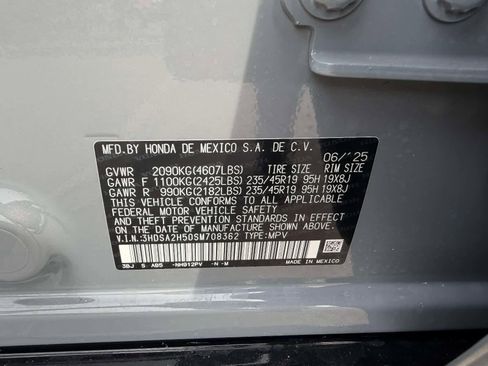 MFD.BY HONDA DE MEXICO S.A. DE C.V.
06/'25
GVWR 2090KG(4607LBS) TIRE SIZE RIM SIZE
GAWR F 1100KG(2425LBS) 235/45R19 95H 19X8J
GAWR R 990KG(2182LBS) 235/45R19 95H 19X8J
THIS VEHICLE CONFORMS TO ALL APPLICABLE
FEDERAL MOTOR VEHICLE SAFETY
AND THEFT PREVENTION STANDARDS IN EFFECT
ON THE DATE OF MANUFACTURE SHOWN ABOVE.
V.I.N.:3HDSA2H50SM708362 TYPE:MPV
3BJ S AB5 -NH912PV -N -M
MADE IN MEXICO